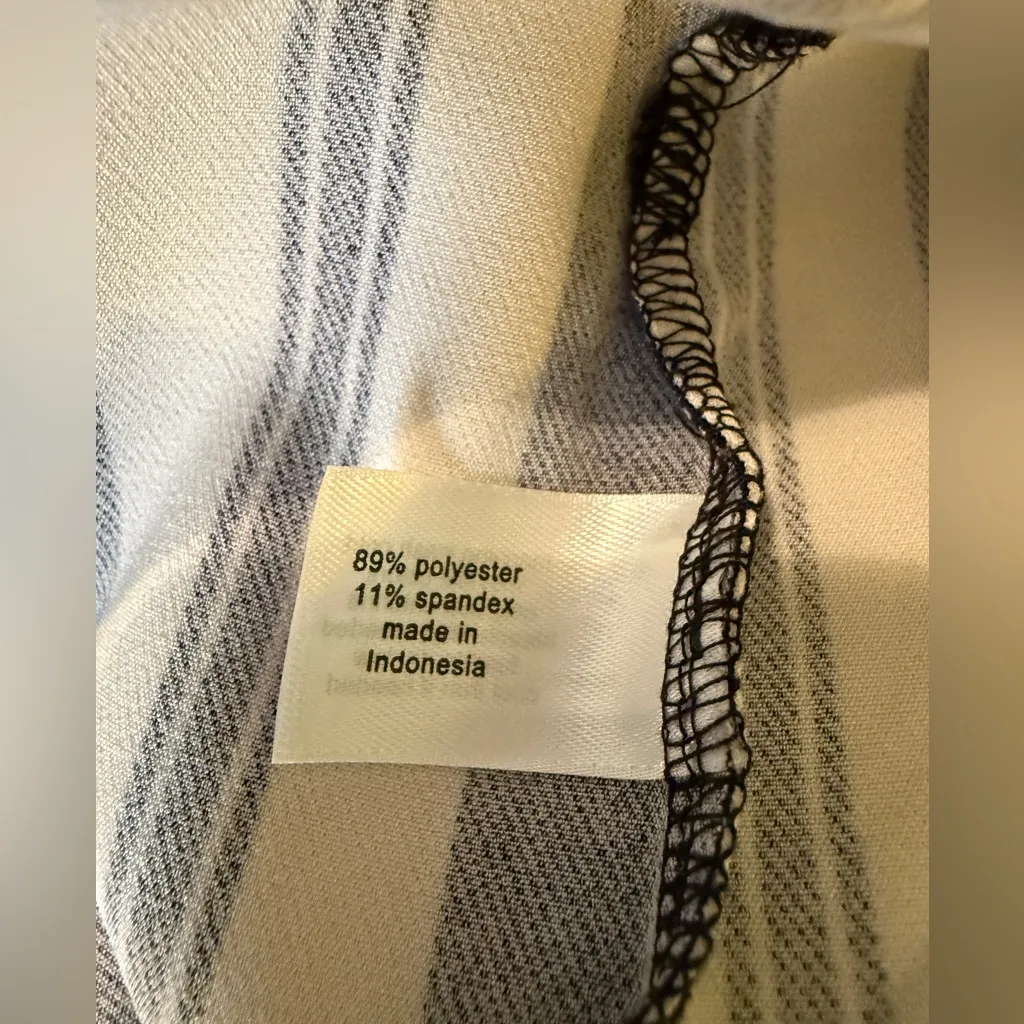 89% polyester
11% spandex
made in
Indonesia